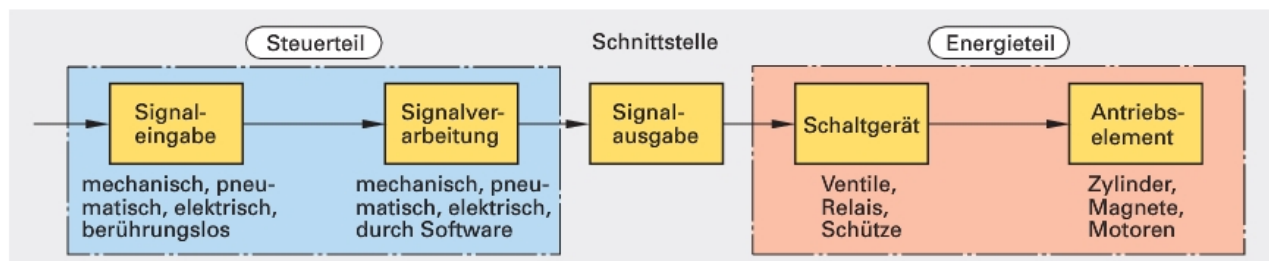 Steuerteil
Schnittstelle
Energieteil
Signal-
eingabe
Signalver-
arbeitung
Signal-
ausgabe
Schaltgerät
Antriebs-
element
mechanisch, pneu-
matisch, elektrisch,
berührungslos
mechanisch, pneu-
matisch, elektrisch,
durch Software
Ventile,
Relais,
Schütze
Zylinder,
Magnete,
Motoren